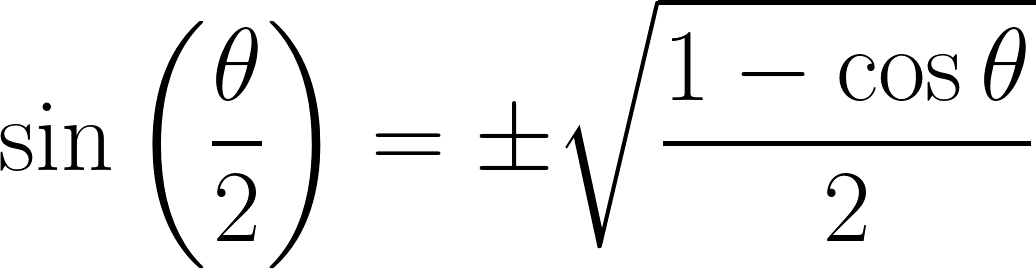 sin (θ/2) = ±√((1 − cos θ)/2)